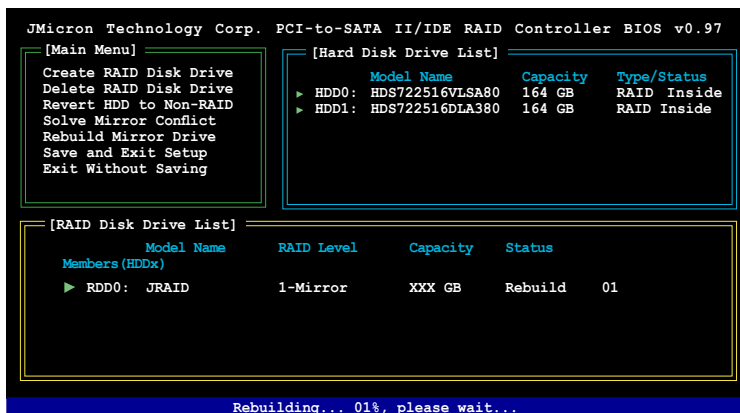 JMicron Technology Corp. PCI-to-SATA II/IDE RAID Controller BIOS v0.97
[Main Menu]
Create RAID Disk Drive
Delete RAID Disk Drive
Revert HDD to Non-RAID
Solve Mirror Conflict
Rebuild Mirror Drive
Save and Exit Setup
Exit Without Saving
[Hard Disk Drive List]
Model Name Capacity Type/Status
HDD0: HDS722516VLSA80 164 GB RAID Inside
HDD1: HDS722516DLA380 164 GB RAID Inside
[RAID Disk Drive List]
Model Name RAID Level Capacity Status
Members(HDDx)
RDD0: JRAID 1-Mirror XXX GB Rebuild 01
Rebuilding... 01%, please wait...